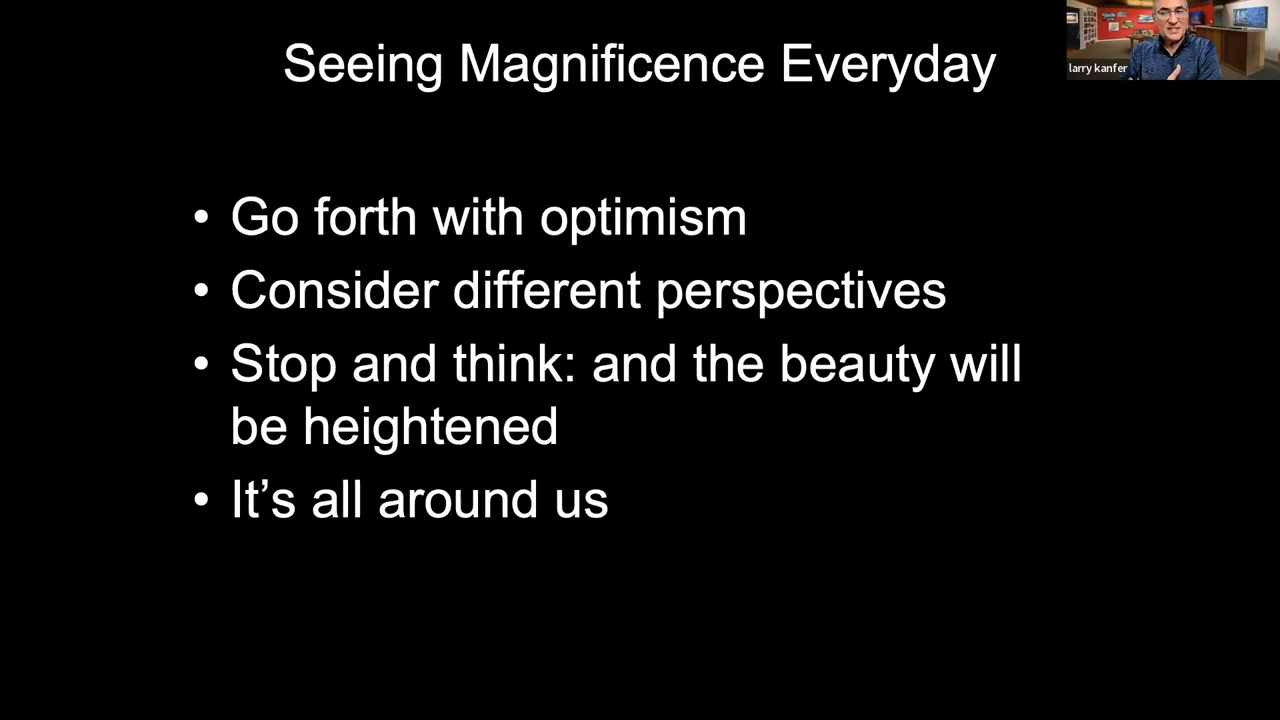 Seeing Magnificence Everyday
larry kanfer
• Go forth with optimism
• Consider different perspectives
• Stop and think: and the beauty will
be heightened
• It’s all around us